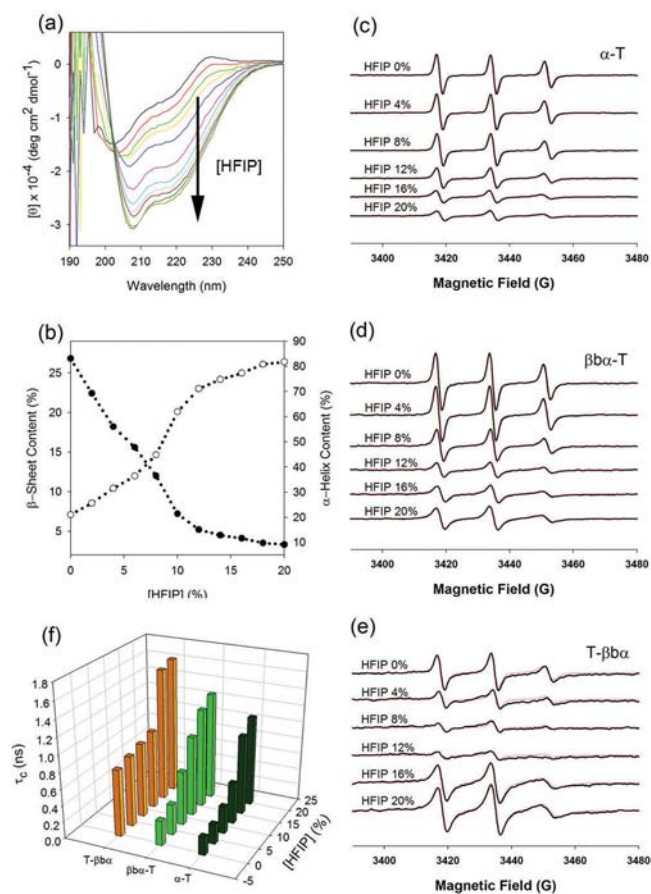 (a)
0
-1
-2
-3
[θ] x 10⁻⁴ (deg cm² dmol⁻¹)
[HFIP]
190 200 210 220 230 240 250
Wavelength (nm)
(b)
25
20
15
10
5
β–Sheet Content (%)
90
80
70
60
50
40
30
20
10
α–Helix Content (%)
0 5 10 15 20
[HFIP] (%)
(f)
1.8
1.6
1.4
1.2
1.0
0.8
0.6
0.4
0.2
0.0
τc (ns)
T-βbα
βbα-T
α-T
-5
0
5
10
15
20
25
[HFIP] (%)
(c)
α-T
HFIP 0%
HFIP 4%
HFIP 8%
HFIP 12%
HFIP 16%
HFIP 20%
3400 3420 3440 3460 3480
Magnetic Field (G)
(d)
βbα-T
HFIP 0%
HFIP 4%
HFIP 8%
HFIP 12%
HFIP 16%
HFIP 20%
3400 3420 3440 3460 3480
Magnetic Field (G)
(e)
T-βbα
HFIP 0%
HFIP 4%
HFIP 8%
HFIP 12%
HFIP 16%
HFIP 20%
3400 3420 3440 3460 3480
Magnetic Field (G)